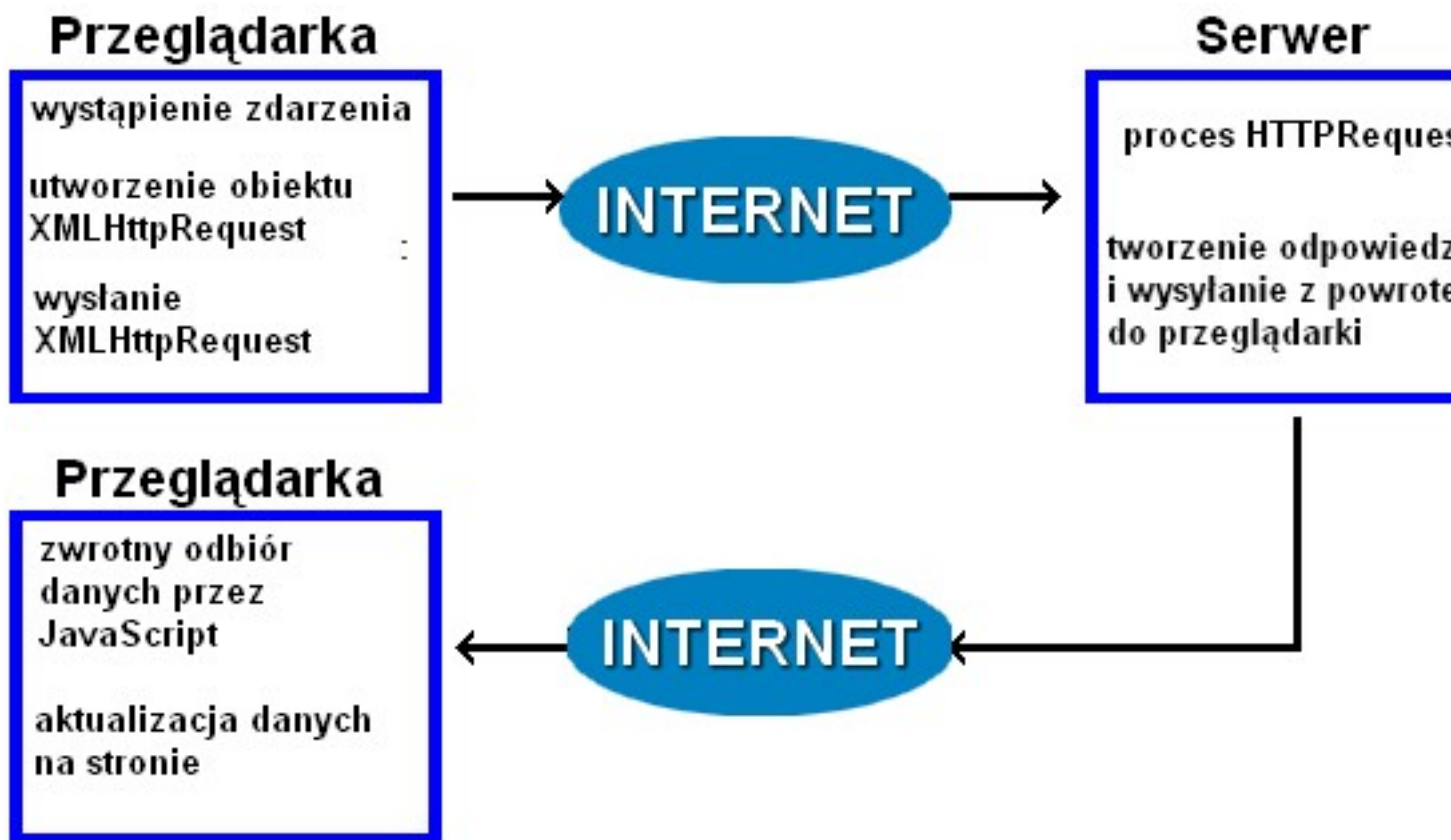 Przeglądarka
wystąpienie zdarzenia
utworzenie obiektu
XMLHttpRequest
:
wysłanie
XMLHttpRequest
INTERNET
Serwer
proces HTTPReques
tworzenie odpowiedz
i wysyłanie z powrote
do przeglądarki
Przeglądarka
zwrotny odbiór
danych przez
JavaScript
aktualizacja danych
na stronie
INTERNET